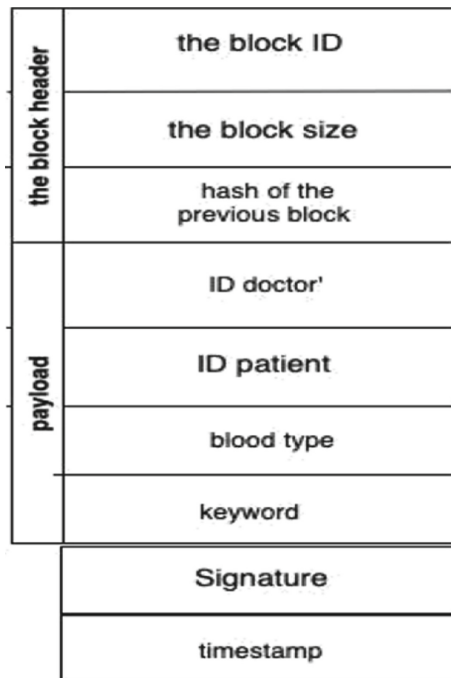 the block header
the block ID
the block size
hash of the
previous block
payload
ID doctor'
ID patient
blood type
keyword
Signature
timestamp